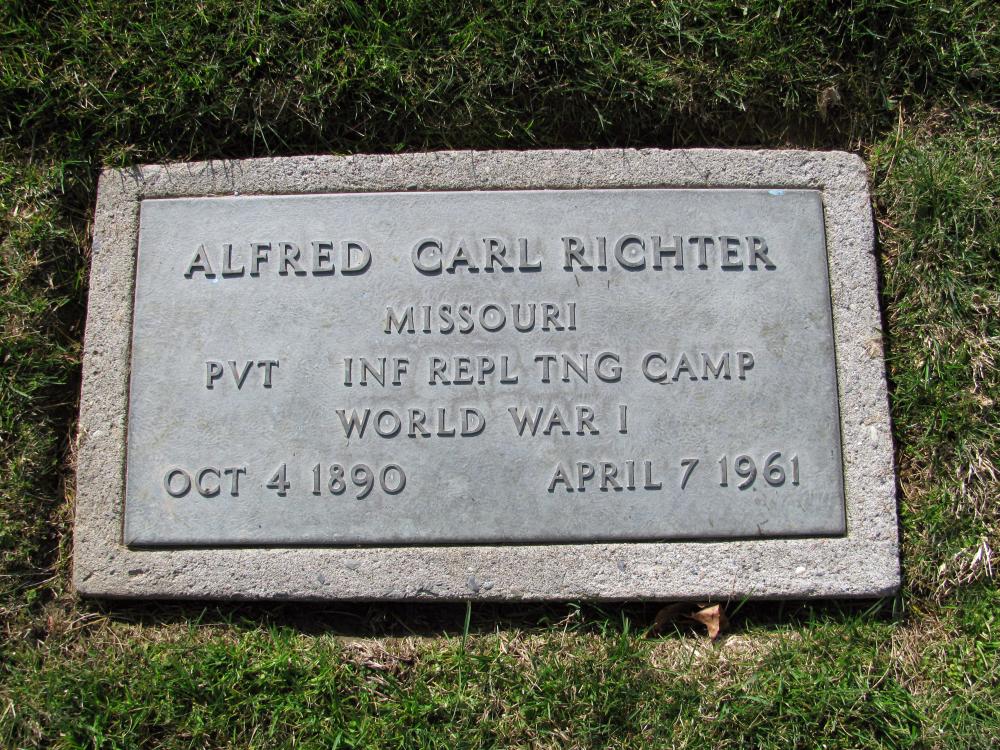 ALFRED CARL RICHTER
MISSOURI
PVT INF REPL TNG CAMP
WORLD WAR I
OCT 4 1890 APRIL 7 1961